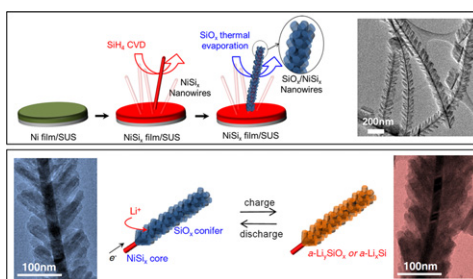 SiH₄ CVD
SiOₓ thermal
evaporation
NiSiₓ
Nanowires
SiOₓ/NiSiₓ
Nanowires
Ni film/SUS
NiSiₓ film/SUS
NiSiₓ film/SUS
200nm
Li⁺
e⁻
SiOₓ conifer
NiSiₓ core
charge
discharge
a-LiᵧSiOₓ or a-LiₓSi
100nm
100nm